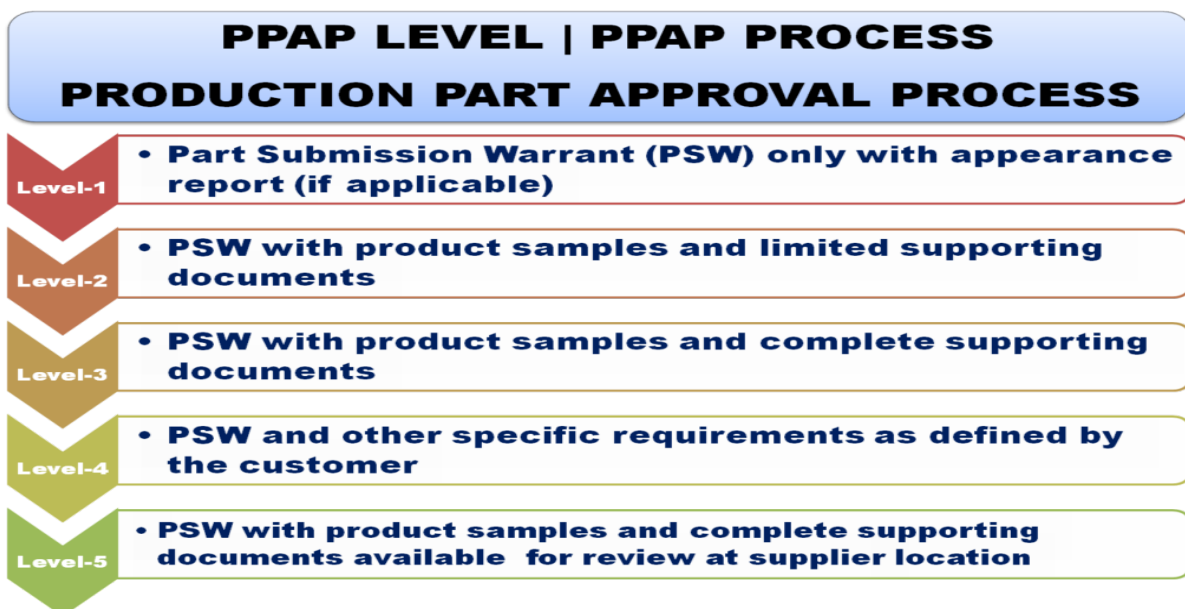 PPAP LEVEL | PPAP PROCESS
PRODUCTION PART APPROVAL PROCESS
Level-1
• Part Submission Warrant (PSW) only with appearance
report (if applicable)
Level-2
• PSW with product samples and limited supporting
documents
Level-3
• PSW with product samples and complete supporting
documents
Level-4
• PSW and other specific requirements as defined by
the customer
Level-5
• PSW with product samples and complete supporting
documents available for review at supplier location